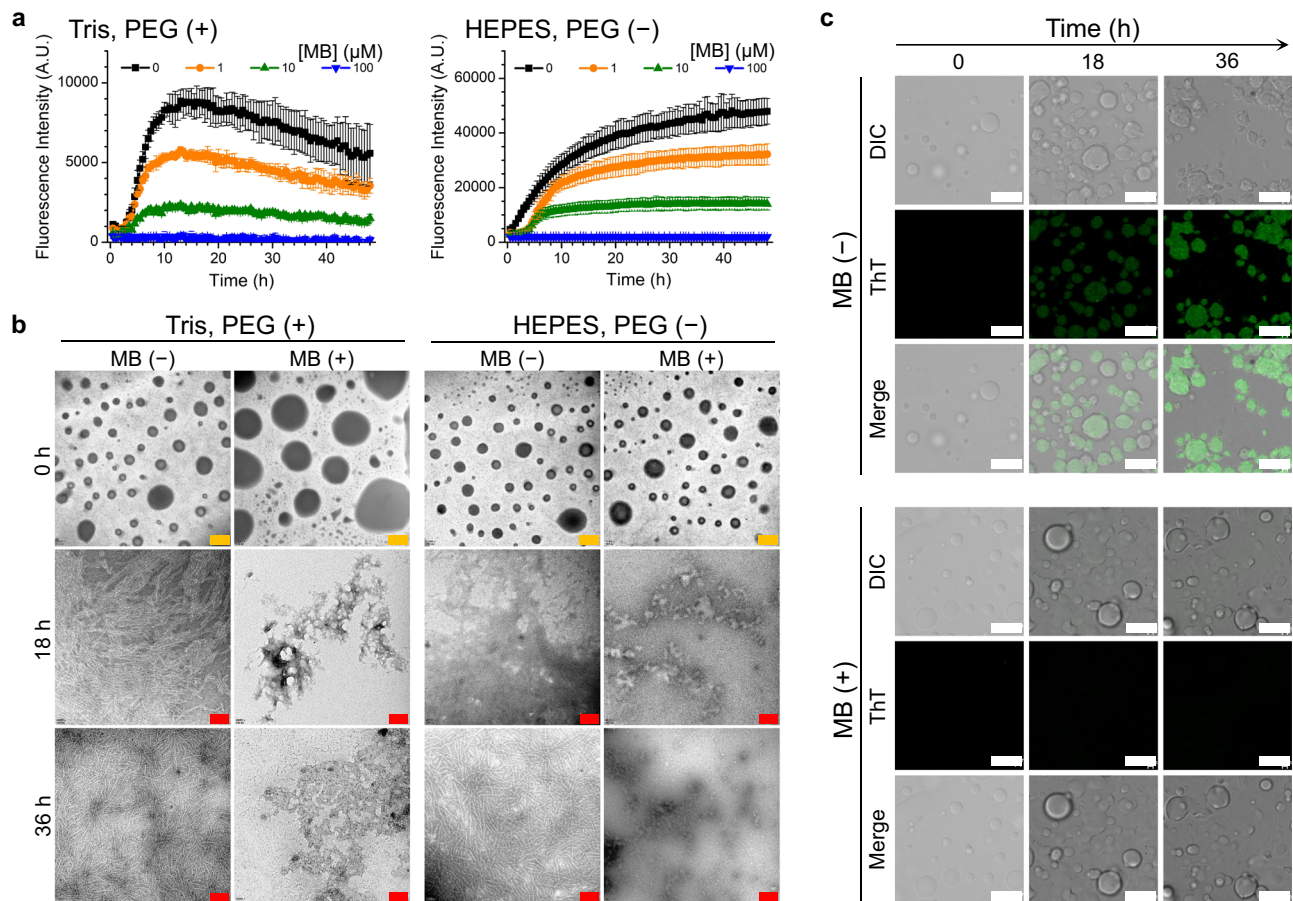 a
Tris, PEG (+)
[MB] (µM)
0 1 10 100
Fluorescence Intensity (A.U.)
10000
5000
0
0 10 20 30 40
Time (h)
HEPES, PEG (−)
[MB] (µM)
0 1 10 100
Fluorescence Intensity (A.U.)
60000
40000
20000
0
0 10 20 30 40
Time (h)
b
Tris, PEG (+)
HEPES, PEG (−)
MB (−) MB (+) MB (−) MB (+)
0 h
18 h
36 h
c
Time (h)
0 18 36
MB (−)
DIC
ThT
Merge
MB (+)
DIC
ThT
Merge